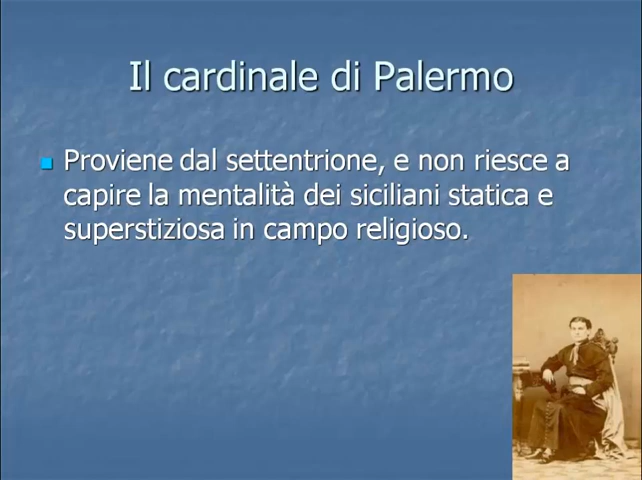 Il cardinale di Palermo
Proviene dal settentrione, e non riesce a
capire la mentalità dei siciliani statica e
superstiziosa in campo religioso.